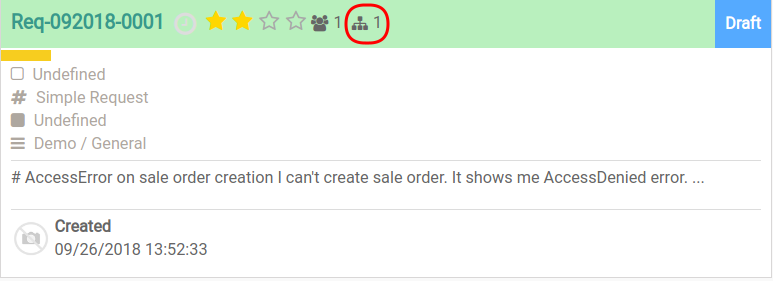 Req-092018-0001 1 1 Draft
Undefined
# Simple Request
Undefined
Demo / General
# AccessError on sale order creation I can't create sale order. It shows me AccessDenied error. ...
Created
09/26/2018 13:52:33